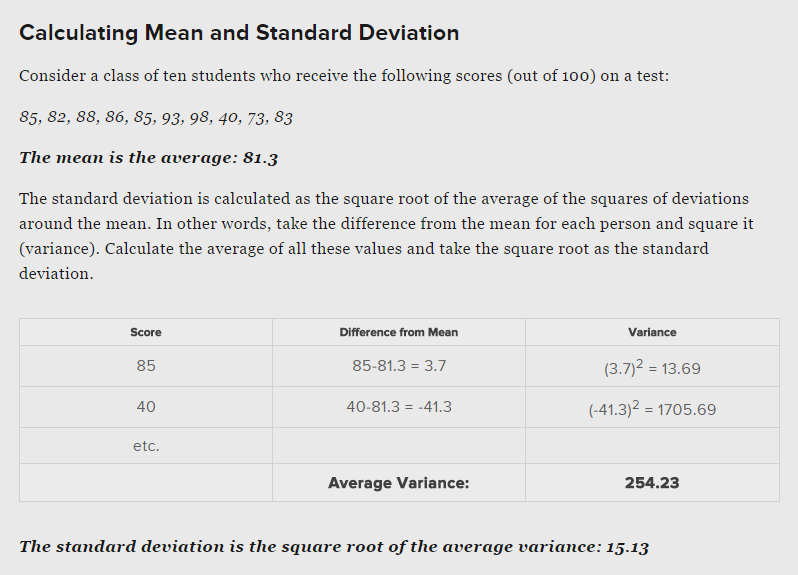 Calculating Mean and Standard Deviation
Consider a class of ten students who receive the following scores (out of 100) on a test:
85, 82, 88, 86, 85, 93, 98, 40, 73, 83
The mean is the average: 81.3
The standard deviation is calculated as the square root of the average of the squares of deviations
around the mean. In other words, take the difference from the mean for each person and square it
(variance). Calculate the average of all these values and take the square root as the standard
deviation.
Score Difference from Mean Variance
85 85-81.3 = 3.7 (3.7)² = 13.69
40 40-81.3 = -41.3 (-41.3)² = 1705.69
etc.
Average Variance: 254.23
The standard deviation is the square root of the average variance: 15.13